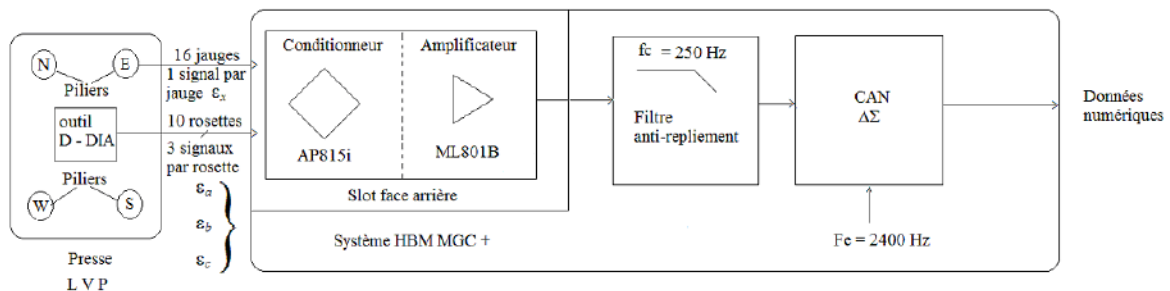 N
E
Piliers
outil
D - DIA
Piliers
W
S
Presse
L V P
16 jauges
1 signal par
jauge εx
10 rosettes
3 signaux
par rosette
εa
εb
εc
Conditionneur
AP815i
Amplificateur
ML801B
Slot face arrière
Système HBM MGC +
fc = 250 Hz
Filtre
anti-repliement
CAN
ΔΣ
Fe = 2400 Hz
Données
numériques